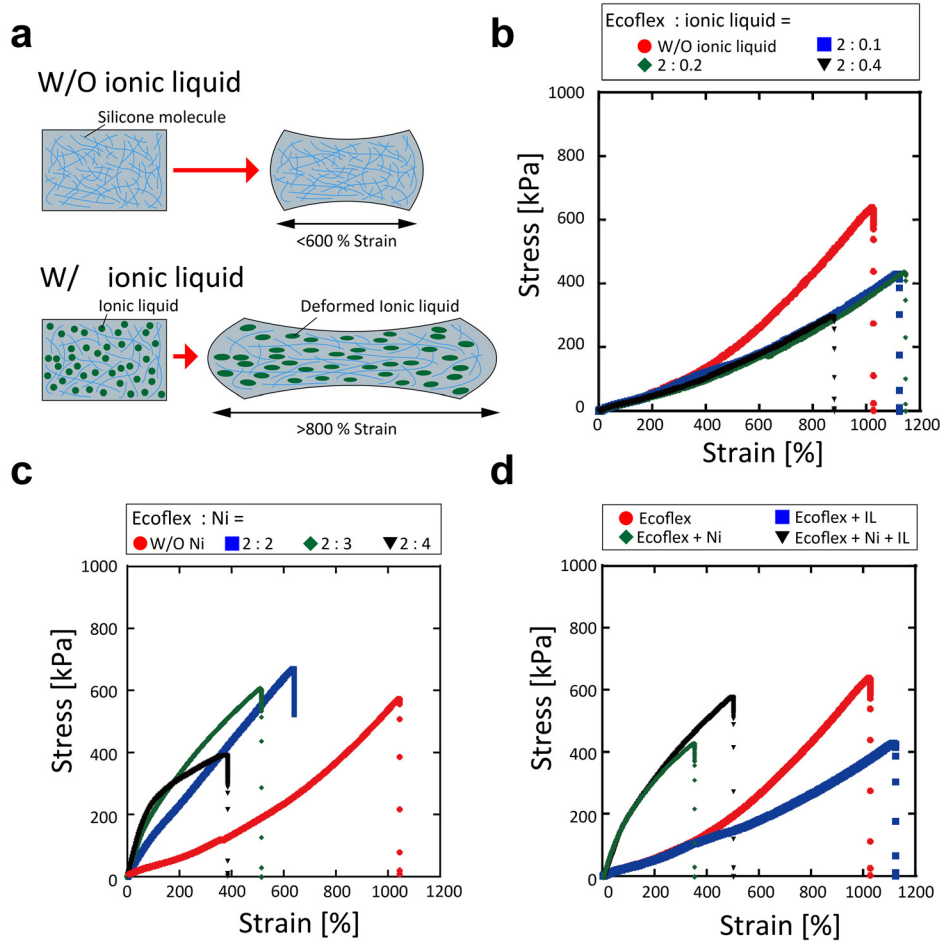 a
W/O ionic liquid
Silicone molecule
<600 % Strain
W/ ionic liquid
Ionic liquid
Deformed Ionic liquid
>800 % Strain
b
Ecoflex : ionic liquid =
W/O ionic liquid
2 : 0.1
2 : 0.2
2 : 0.4
Stress [kPa]
1000
800
600
400
200
0
0 200 400 600 800 1000 1200
Strain [%]
c
Ecoflex : Ni =
W/O Ni 2 : 2 2 : 3 2 : 4
Stress [kPa]
1000
800
600
400
200
0
0 200 400 600 800 1000 1200
Strain [%]
d
Ecoflex
Ecoflex + IL
Ecoflex + Ni
Ecoflex + Ni + IL
Stress [kPa]
1000
800
600
400
200
0
0 200 400 600 800 1000 1200
Strain [%]